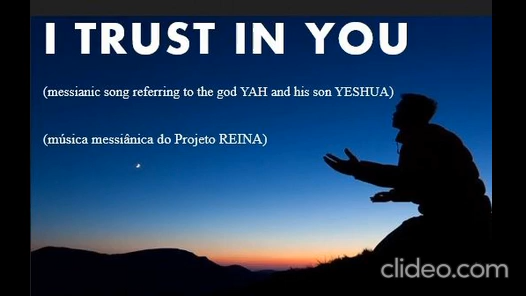 I TRUST IN YOU
(messianic song referring to the god YAH and his son YESHUA)
(música messiânica do Projeto REINA)
clideo.com